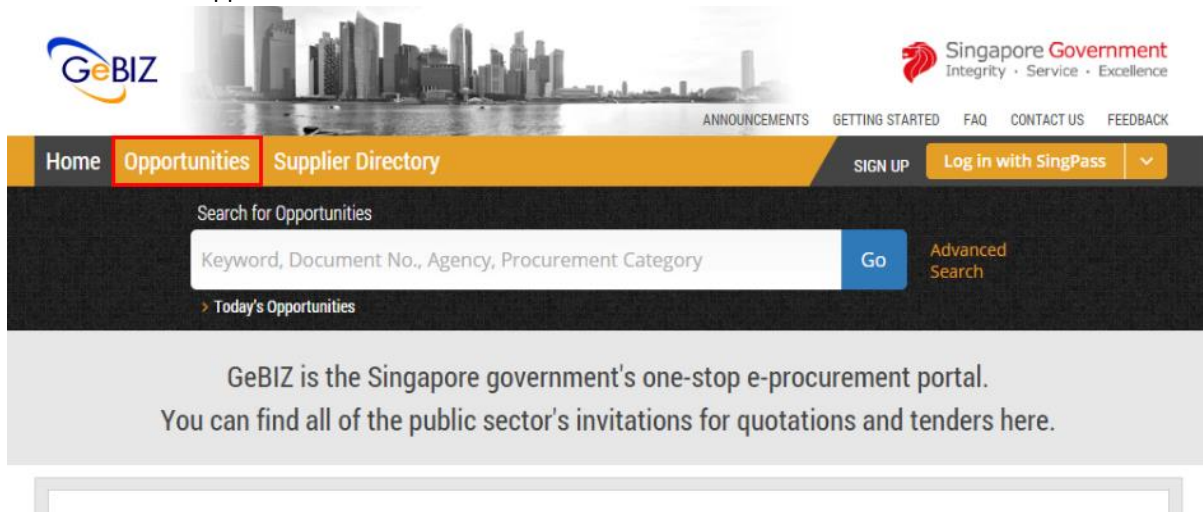 GeBIZ
Singapore Government
Integrity · Service · Excellence
ANNOUNCEMENTS GETTING STARTED FAQ CONTACT US FEEDBACK
Home Opportunities Supplier Directory SIGN UP Log in with SingPass
Search for Opportunities
Keyword, Document No., Agency, Procurement Category Go Advanced Search
> Today's Opportunities
GeBIZ is the Singapore government's one-stop e-procurement portal.
You can find all of the public sector's invitations for quotations and tenders here.